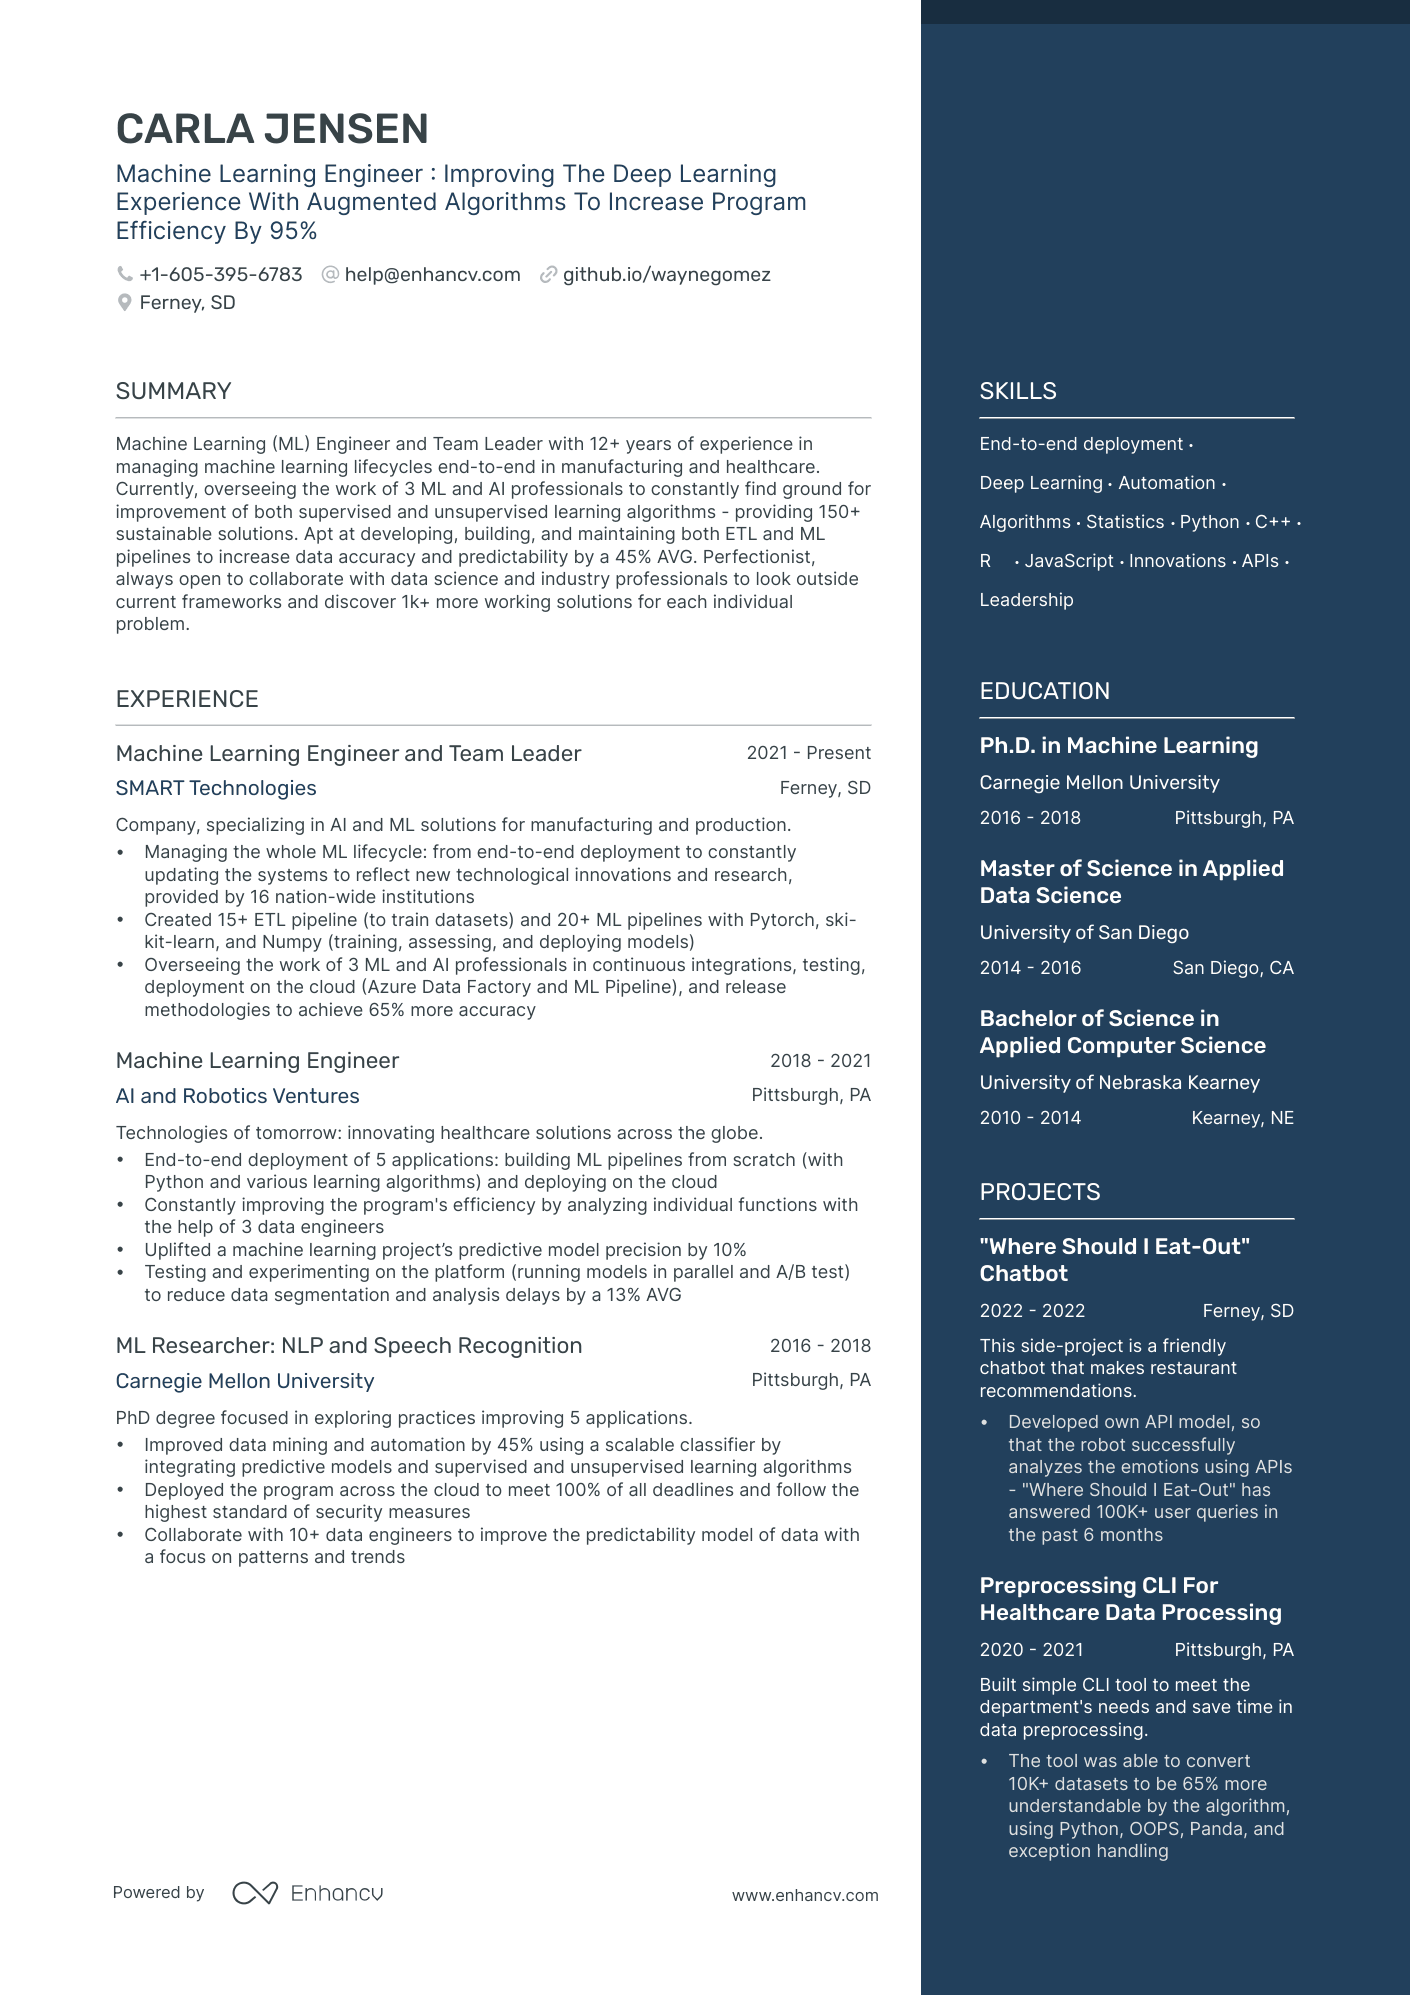 CARLA JENSEN
Machine Learning Engineer : Improving The Deep Learning
Experience With Augmented Algorithms To Increase Program
Efficiency By 95%
+1-605-395-6783 help@enhancv.com github.io/waynegomez
Ferney, SD
SUMMARY
Machine Learning (ML) Engineer and Team Leader with 12+ years of experience in
managing machine learning lifecycles end-to-end in manufacturing and healthcare.
Currently, overseeing the work of 3 ML and AI professionals to constantly find ground for
improvement of both supervised and unsupervised learning algorithms - providing 150+
sustainable solutions. Apt at developing, building, and maintaining both ETL and ML
pipelines to increase data accuracy and predictability by a 45% AVG. Perfectionist,
always open to collaborate with data science and industry professionals to look outside
current frameworks and discover 1k+ more working solutions for each individual
problem.
EXPERIENCE
Machine Learning Engineer and Team Leader 2021 - Present
SMART Technologies Ferney, SD
Company, specializing in AI and ML solutions for manufacturing and production.
• Managing the whole ML lifecycle: from end-to-end deployment to constantly
updating the systems to reflect new technological innovations and research,
provided by 16 nation-wide institutions
• Created 15+ ETL pipeline (to train datasets) and 20+ ML pipelines with Pytorch, ski-
kit-learn, and Numpy (training, assessing, and deploying models)
• Overseeing the work of 3 ML and AI professionals in continuous integrations, testing,
deployment on the cloud (Azure Data Factory and ML Pipeline), and release
methodologies to achieve 65% more accuracy
Machine Learning Engineer 2018 - 2021
AI and Robotics Ventures Pittsburgh, PA
Technologies of tomorrow: innovating healthcare solutions across the globe.
• End-to-end deployment of 5 applications: building ML pipelines from scratch (with
Python and various learning algorithms) and deploying on the cloud
• Constantly improving the program's efficiency by analyzing individual functions with
the help of 3 data engineers
• Uplifted a machine learning project’s predictive model precision by 10%
• Testing and experimenting on the platform (running models in parallel and A/B test)
to reduce data segmentation and analysis delays by a 13% AVG
ML Researcher: NLP and Speech Recognition 2016 - 2018
Carnegie Mellon University Pittsburgh, PA
PhD degree focused in exploring practices improving 5 applications.
• Improved data mining and automation by 45% using a scalable classifier by
integrating predictive models and supervised and unsupervised learning algorithms
• Deployed the program across the cloud to meet 100% of all deadlines and follow the
highest standard of security measures
• Collaborate with 10+ data engineers to improve the predictability model of data with
a focus on patterns and trends
SKILLS
End-to-end deployment ·
Deep Learning · Automation ·
Algorithms · Statistics · Python · C++ ·
R · JavaScript · Innovations · APIs ·
Leadership
EDUCATION
Ph.D. in Machine Learning
Carnegie Mellon University
2016 - 2018 Pittsburgh, PA
Master of Science in Applied
Data Science
University of San Diego
2014 - 2016 San Diego, CA
Bachelor of Science in
Applied Computer Science
University of Nebraska Kearney
2010 - 2014 Kearney, NE
PROJECTS
"Where Should I Eat-Out"
Chatbot
2022 - 2022 Ferney, SD
This side-project is a friendly
chatbot that makes restaurant
recommendations.
• Developed own API model, so
that the robot successfully
analyzes the emotions using APIs
- "Where Should I Eat-Out" has
answered 100K+ user queries in
the past 6 months
Preprocessing CLI For
Healthcare Data Processing
2020 - 2021 Pittsburgh, PA
Built simple CLI tool to meet the
department's needs and save time in
data preprocessing.
• The tool was able to convert
10K+ datasets to be 65% more
understandable by the algorithm,
using Python, OOPS, Panda, and
exception handling
Powered by Enhancv www.enhancv.com